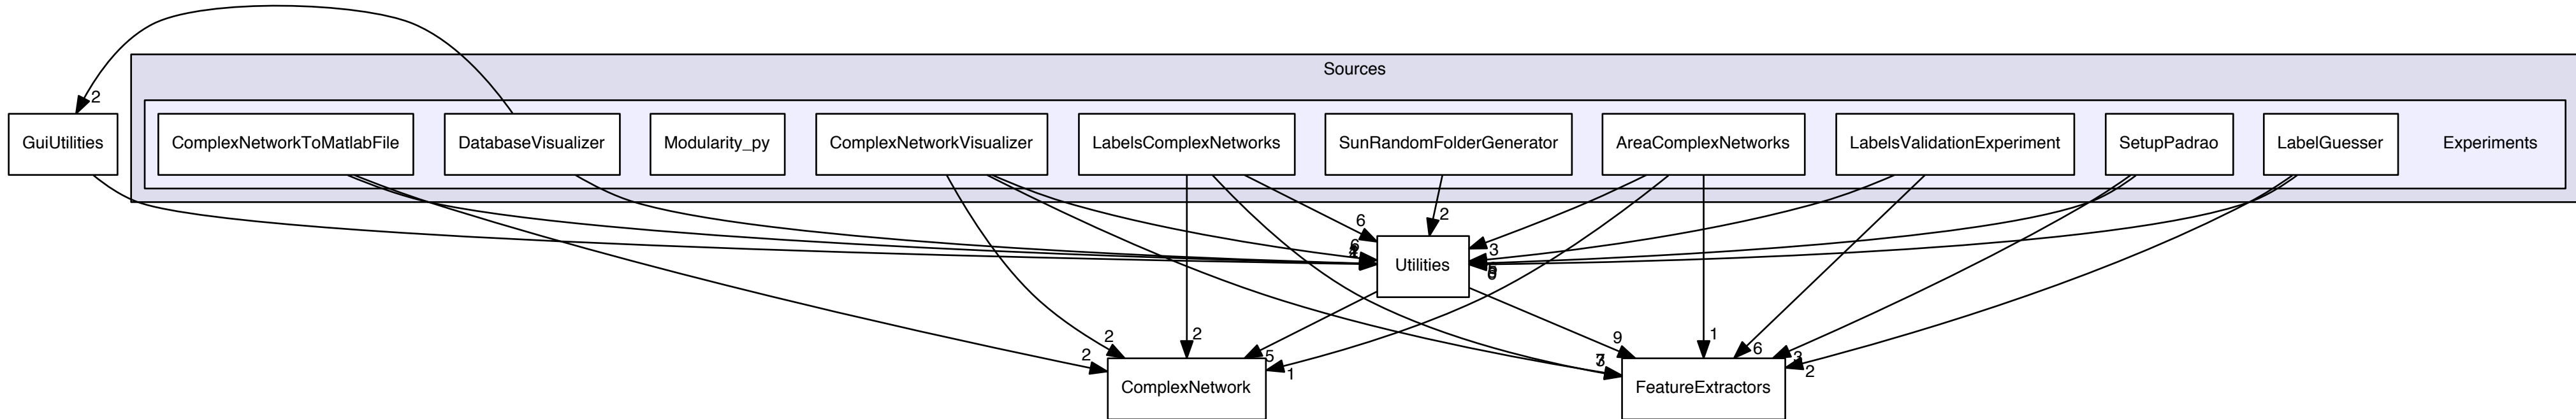 Sources
2
GuiUtilities
ComplexNetworkToMatlabFile
DatabaseVisualizer
Modularity_py
ComplexNetworkVisualizer
LabelsComplexNetworks
SunRandomFolderGenerator
AreaComplexNetworks
LabelsValidationExperiment
SetupPadrao
LabelGuesser
Experiments
6
2
3
Utilities
2
2
2
5
1
9
1
6
3
2
ComplexNetwork
FeatureExtractors